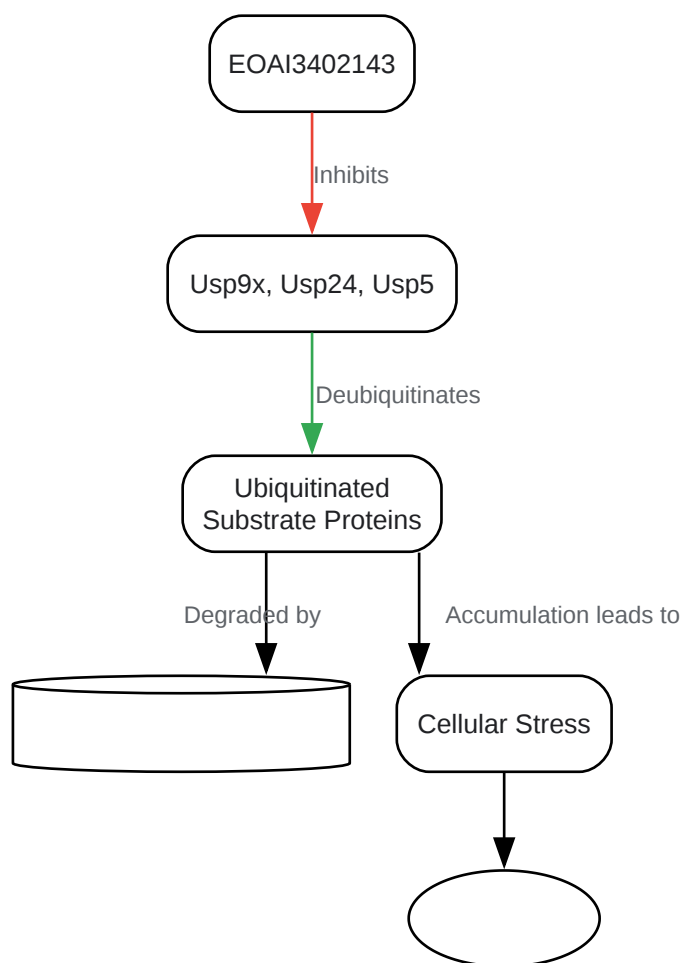 EOAI3402143
Inhibits
Usp9x, Usp24, Usp5
Deubiquitinates
Ubiquitinated
Substrate Proteins
Degraded by
Accumulation leads to
Cellular Stress